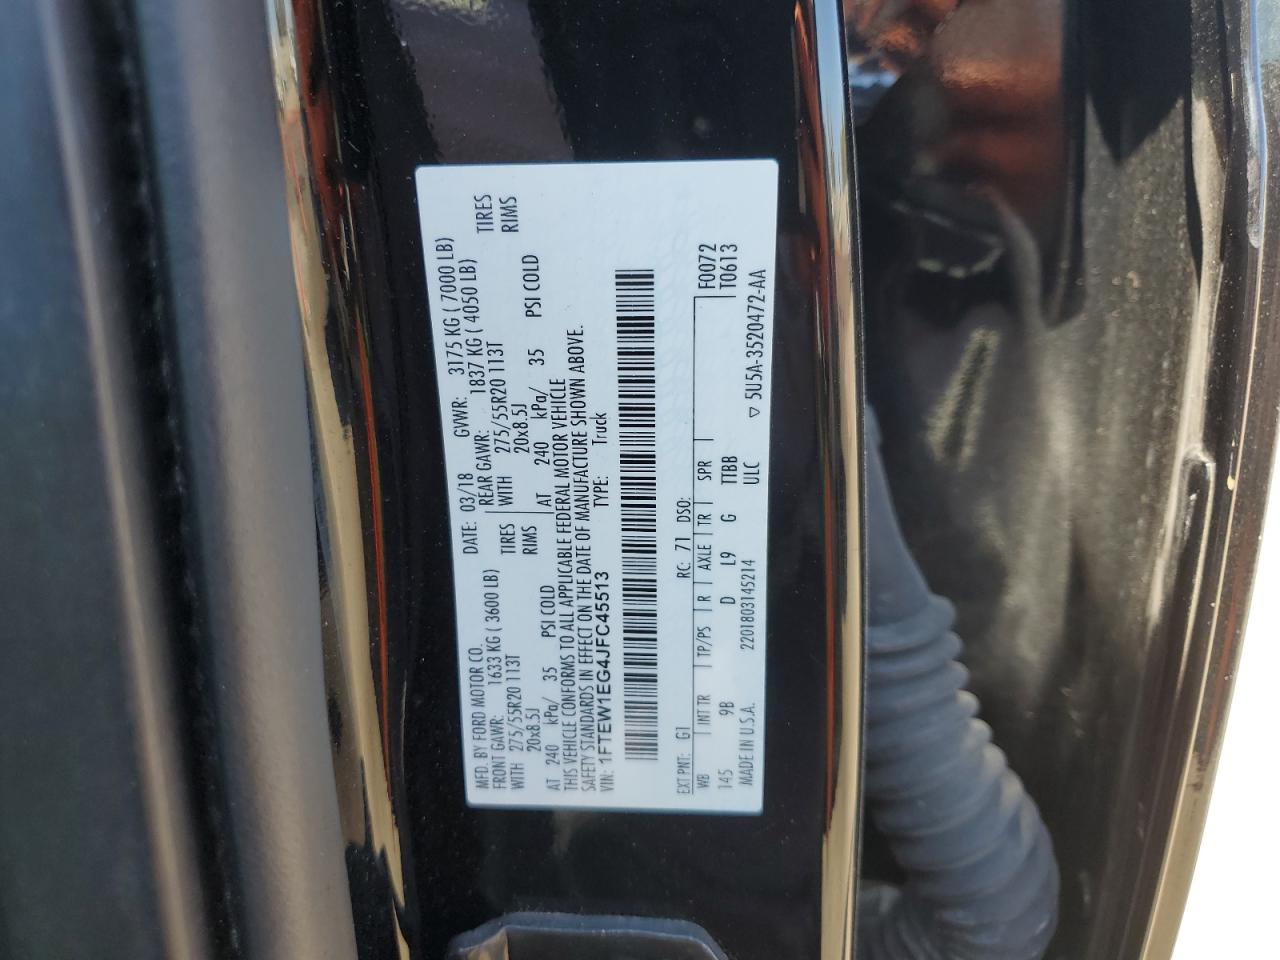 MFD. BY FORD MOTOR CO.
DATE: 03/18 GVWR: 3175 KG ( 7000 LB)
FRONT GAWR: 1633 KG ( 3600 LB) REAR GAWR: 1837 KG ( 4050 LB)
WITH 275/55R20 113T TIRES WITH 275/55R20 113T TIRES
20x8.5J RIMS 20x8.5J RIMS
AT 240 kPa/ 35 PSI COLD AT 240 kPa/ 35 PSI COLD
THIS VEHICLE CONFORMS TO ALL APPLICABLE FEDERAL MOTOR VEHICLE
SAFETY STANDARDS IN EFFECT ON THE DATE OF MANUFACTURE SHOWN ABOVE.
VIN: 1FTEW1EG4JFC45513 TYPE: Truck
EXT PNT: G1 RC: 71 DSO: F0072
WB INT TR TP/PS R AXLE TR SPR T0613
145 9B D L9 G TTBB
MADE IN U.S.A. 2201803145214 ULC ▽ 5U5A-3520472-AA